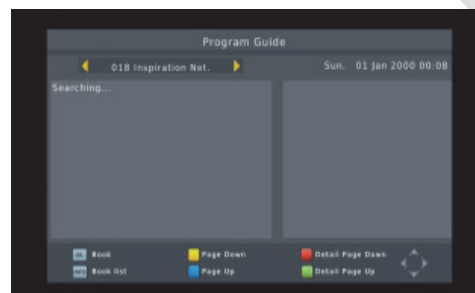 Program Guide
018 Inspiration Net.
Sun. 01 Jan 2000 00:08
Searching...
OK Book
Page Down
Detail Page Down
Book list
Page Up
Detail Page Up